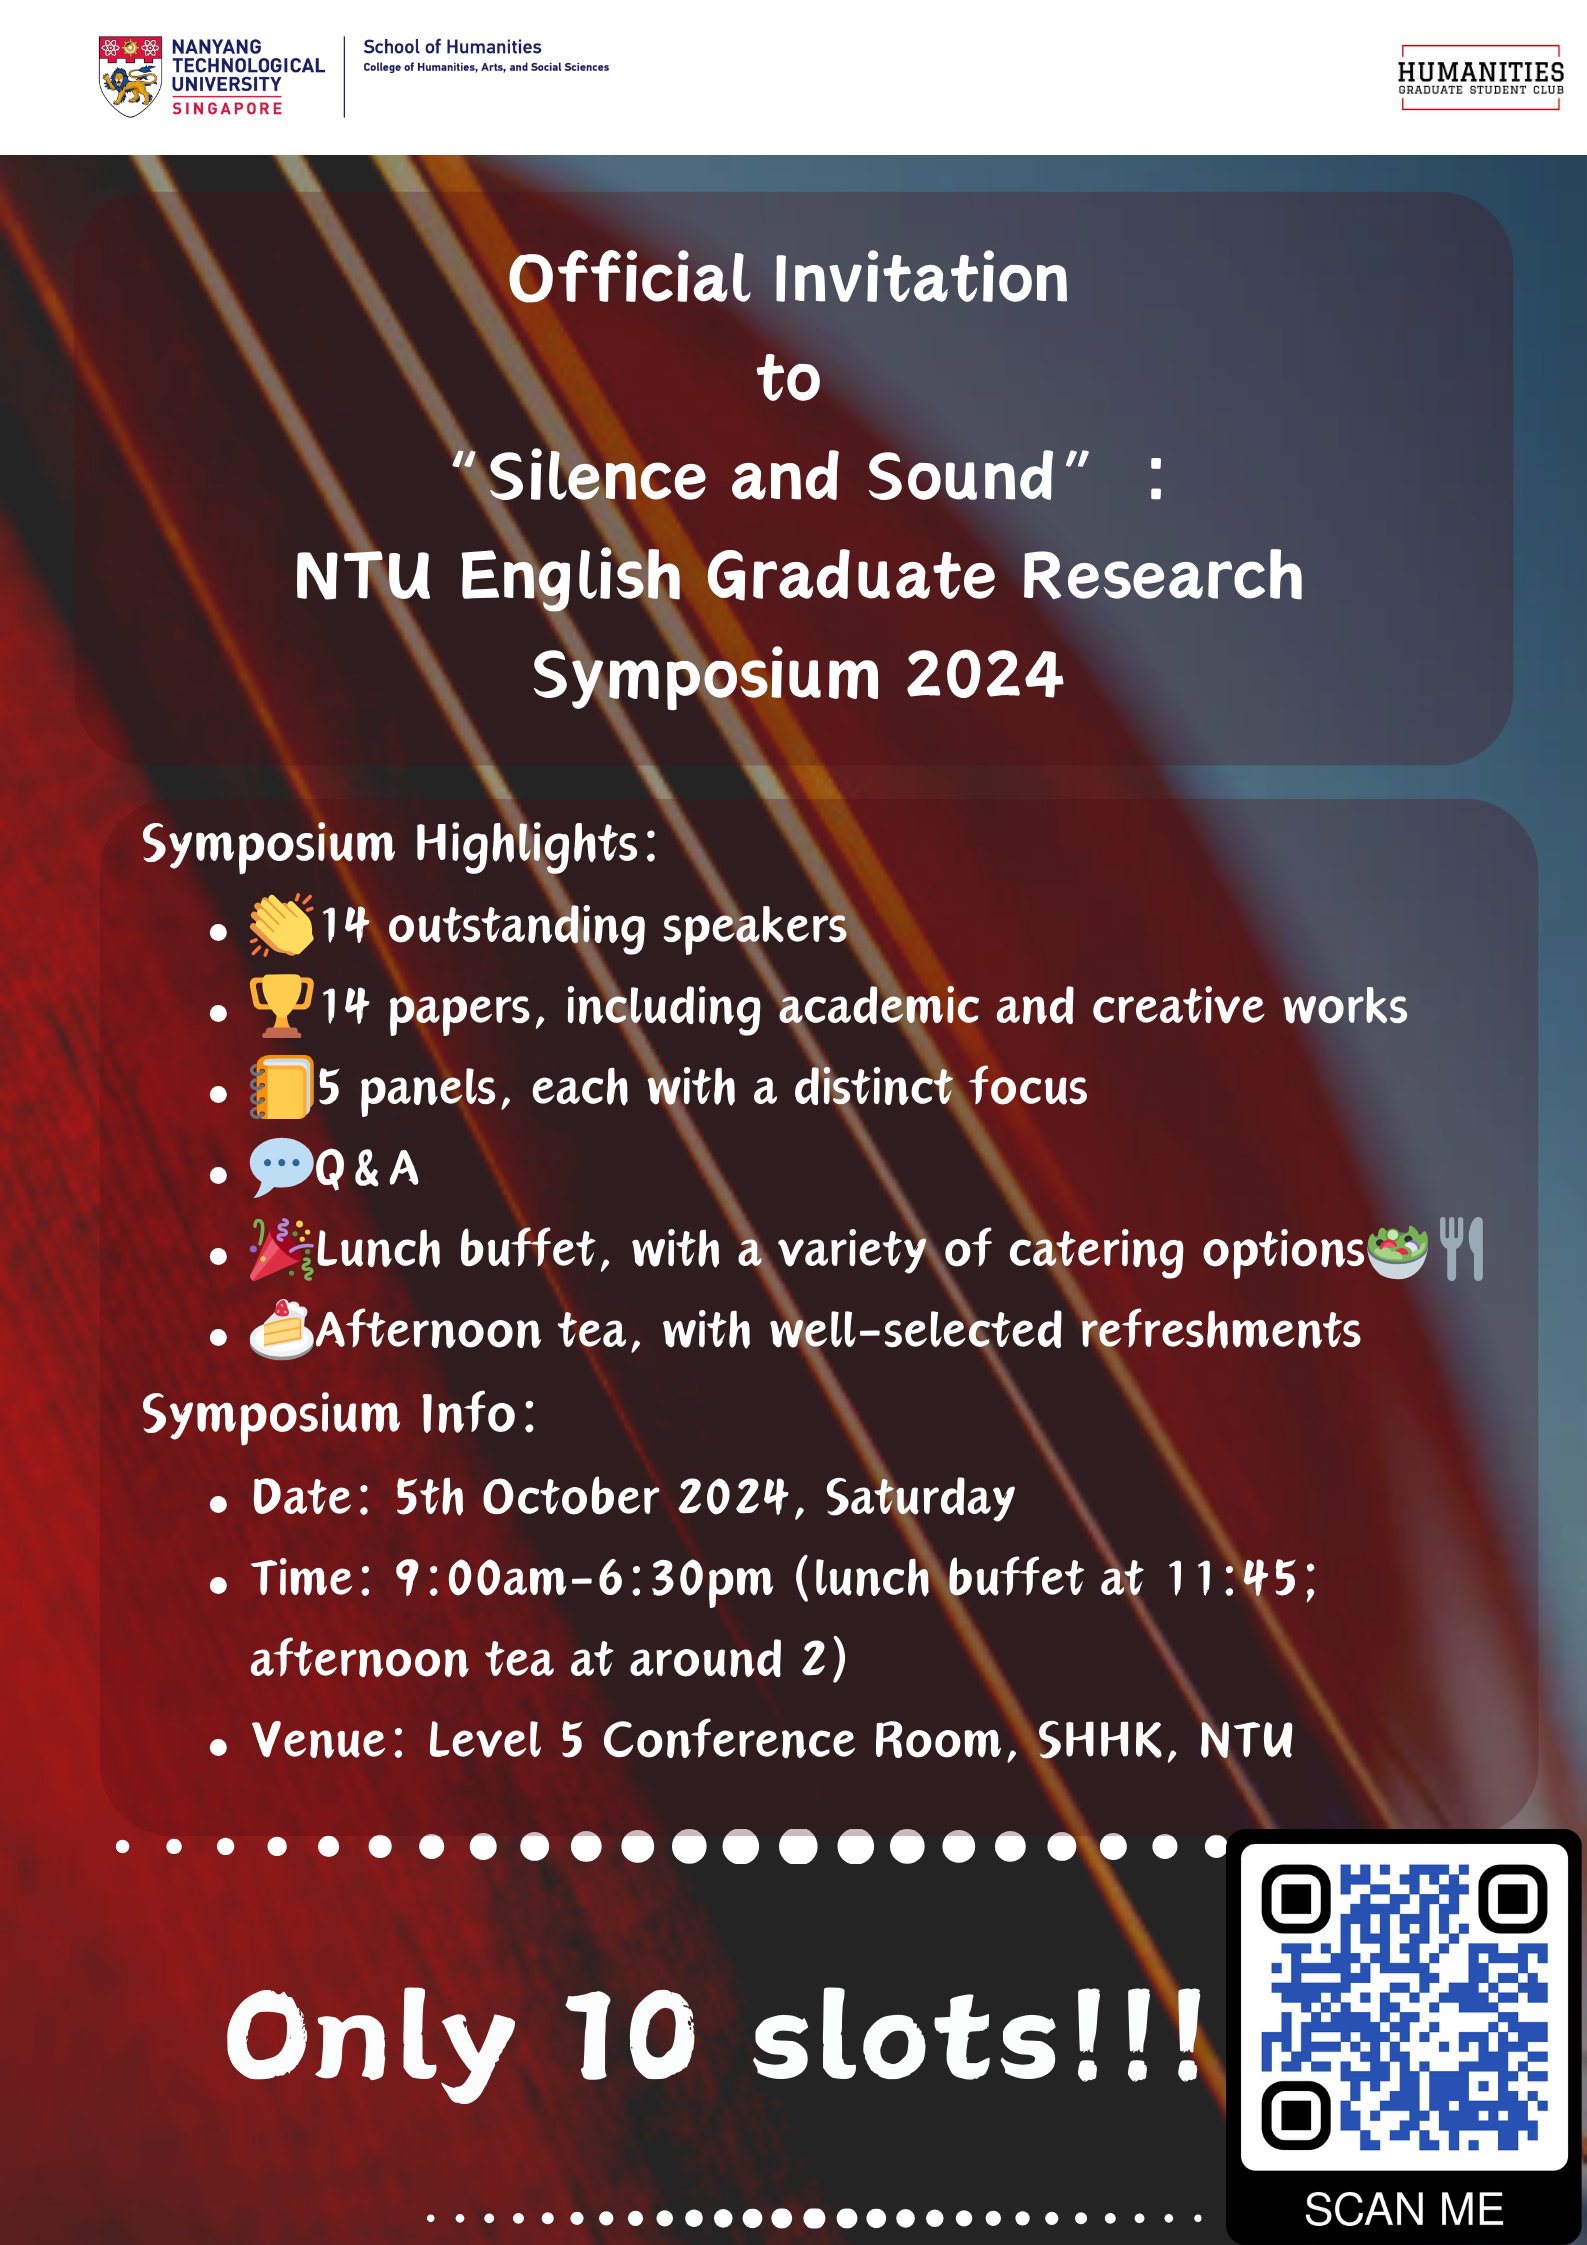 NANYANG
TECHNOLOGICAL
UNIVERSITY
SINGAPORE
School of Humanities
College of Humanities, Arts, and Social Sciences
HUMANITIES
GRADUATE STUDENT CLUB
Official Invitation
to
“Silence and Sound” :
NTU English Graduate Research
Symposium 2024
Symposium Highlights:
• 👏14 outstanding speakers
• 🏆14 papers, including academic and creative works
• 📒5 panels, each with a distinct focus
• 💬Q&A
• 🎉Lunch buffet, with a variety of catering options🥗🍴
• 🍰Afternoon tea, with well-selected refreshments
Symposium Info:
• Date: 5th October 2024, Saturday
• Time: 9:00am-6:30pm (lunch buffet at 11:45;
afternoon tea at around 2)
• Venue: Level 5 Conference Room, SHHK, NTU
Only 10 slots!!!
SCAN ME